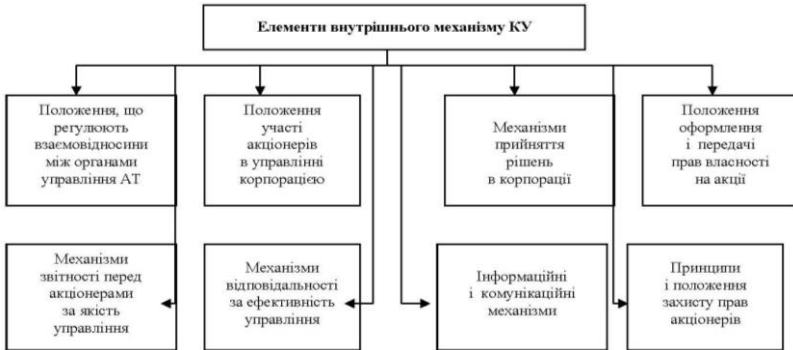 Елементи внутрішнього механізму КУ
Положення, що
регулюють
взаємовідносини
між органами
управління АТ
Положення
участі
акціонерів
в управлінні
корпорацією
Механізми
прийняття
рішень
в корпорації
Положення
оформлення
і передачі
прав власності
на акції
Механізми
звітності перед
акціонерами
за якість
управління
Механізми
відповідальності
за ефективність
управління
Інформаційні
і комунікаційні
механізми
Принципи
і положення
захисту прав
акціонерів